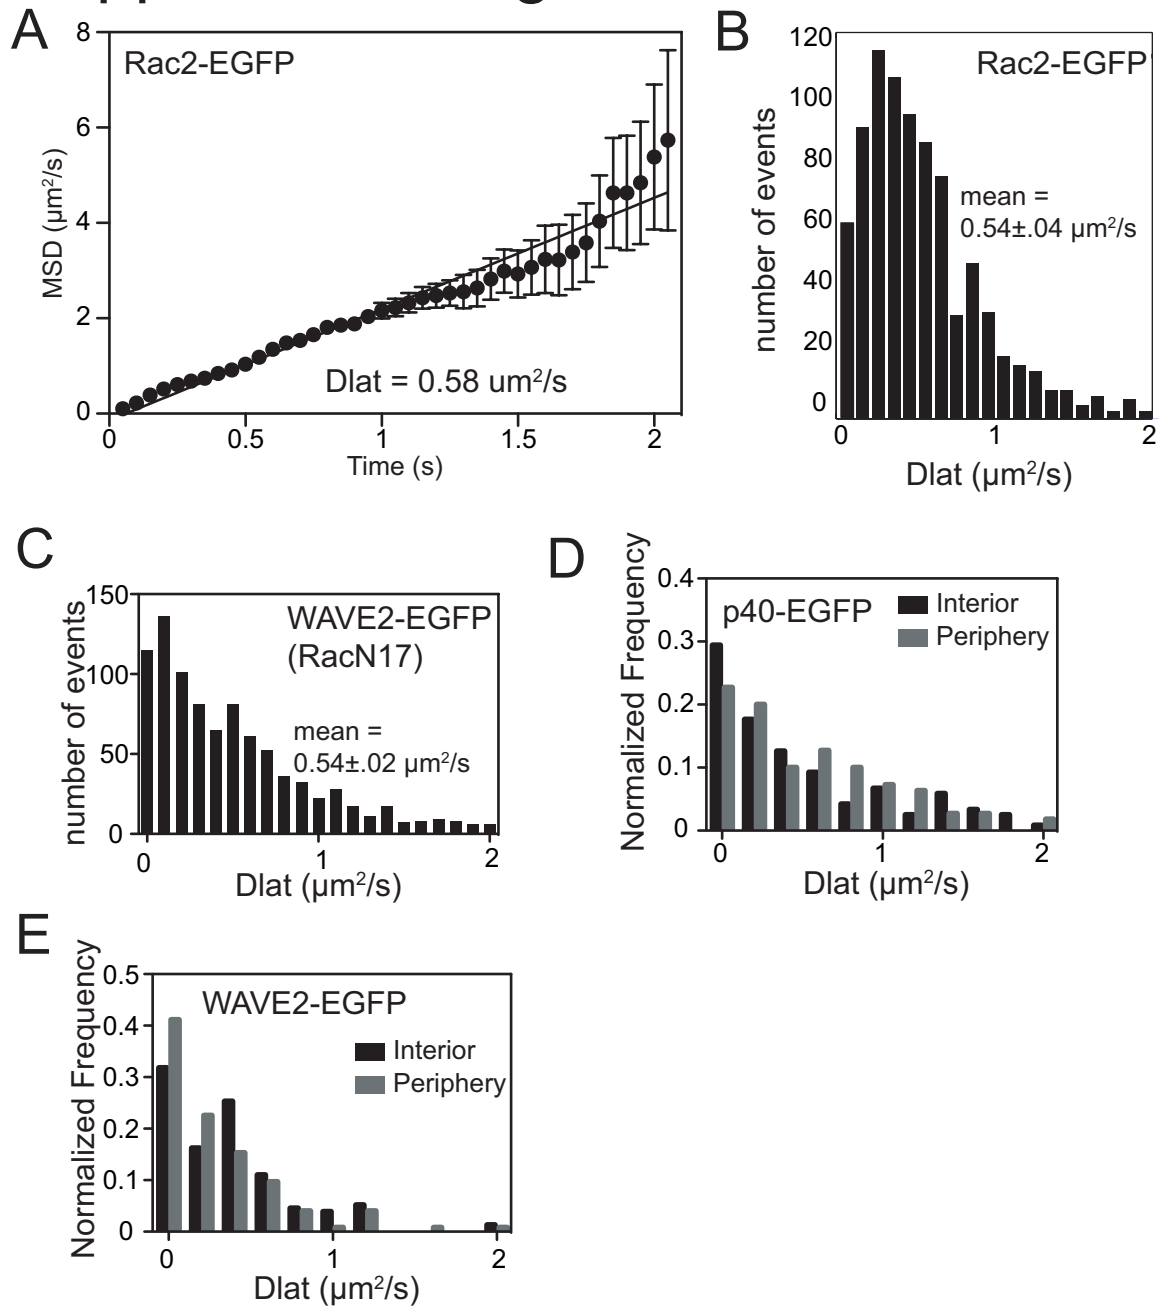 A
8
6
4
2
0
MSD (µm²/s)
Rac2-EGFP
Dlat = 0.58 um²/s
0 0.5 1 1.5 2
Time (s)
B
120
100
80
60
40
20
0
number of events
Rac2-EGFP
mean =
0.54±.04 µm²/s
0 1 2
Dlat (µm²/s)
C
150
100
50
0
number of events
WAVE2-EGFP
(RacN17)
mean =
0.54±.02 µm²/s
0 1 2
Dlat (µm²/s)
D
0.4
0.3
0.2
0.1
0
Normalized Frequency
p40-EGFP
Interior
Periphery
0 1 2
Dlat (µm²/s)
E
0.5
0.4
0.3
0.2
0.1
0
Normalized Frequency
WAVE2-EGFP
Interior
Periphery
0 1 2
Dlat (µm²/s)